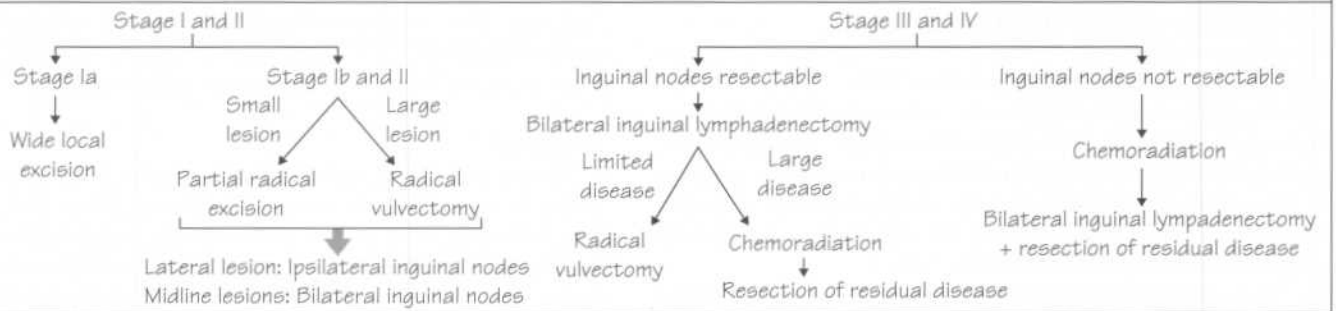 Stage I and II
Stage Ia
Wide local
excision
Stage Ib and II
Small
lesion
Large
lesion
Partial radical
excision
Radical
vulvectomy
Lateral lesion: Ipsilateral inguinal nodes
Midline lesions: Bilateral inguinal nodes
Stage III and IV
Inguinal nodes resectable
Bilateral inguinal lymphadenectomy
Limited
disease
Large
disease
Radical
vulvectomy
Chemoradiation
Resection of residual disease
Inguinal nodes not resectable
Chemoradiation
Bilateral inguinal lympadenectomy
+ resection of residual disease